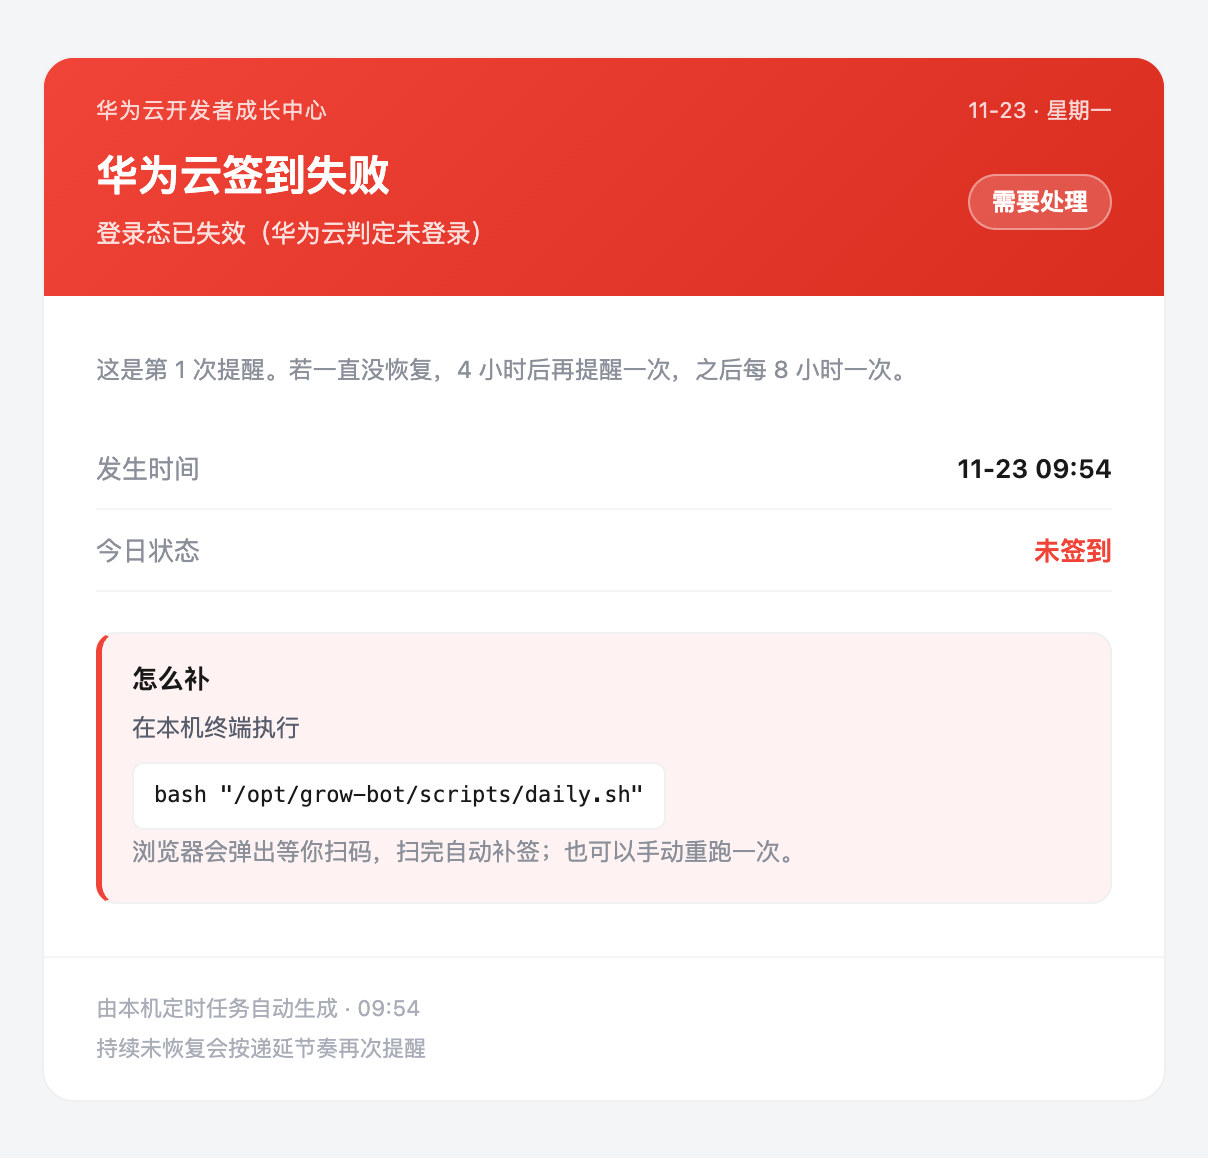 华为云开发者成长中心
11-23 · 星期一
华为云签到失败
登录态已失效（华为云判定未登录）
需要处理
这是第 1 次提醒。若一直没恢复，4 小时后再提醒一次，之后每 8 小时一次。
发生时间
11-23 09:54
今日状态
未签到
怎么补
在本机终端执行
bash "/opt/grow-bot/scripts/daily.sh"
浏览器会弹出等你扫码，扫完自动补签；也可以手动重跑一次。
由本机定时任务自动生成 · 09:54
持续未恢复会按递延节奏再次提醒